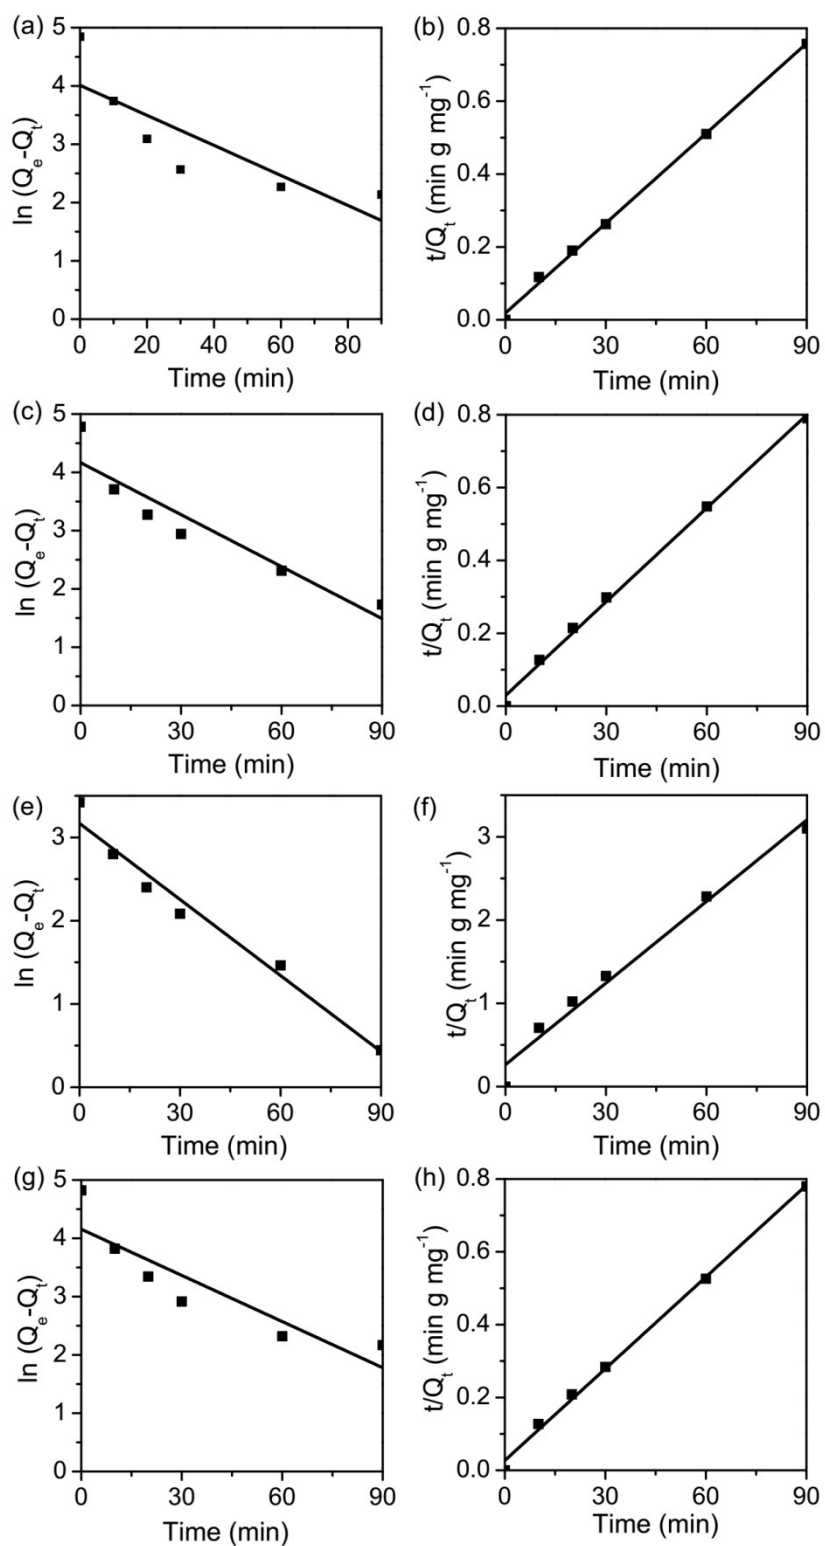 (a)
5
4
3
2
1
0
ln (Qₑ-Qₜ)
0 20 40 60 80
Time (min)
(b)
0.8
0.6
0.4
0.2
0.0
t/Qₜ (min g mg⁻¹)
0 30 60 90
Time (min)
(c)
5
4
3
2
1
0
ln (Qₑ-Qₜ)
0 30 60 90
Time (min)
(d)
0.8
0.6
0.4
0.2
0.0
t/Qₜ (min g mg⁻¹)
0 30 60 90
Time (min)
(e)
3
2
1
0
ln (Qₑ-Qₜ)
0 30 60 90
Time (min)
(f)
3
2
1
0
t/Qₜ (min g mg⁻¹)
0 30 60 90
Time (min)
(g)
5
4
3
2
1
0
ln (Qₑ-Qₜ)
0 30 60 90
Time (min)
(h)
0.8
0.6
0.4
0.2
0.0
t/Qₜ (min g mg⁻¹)
0 30 60 90
Time (min)